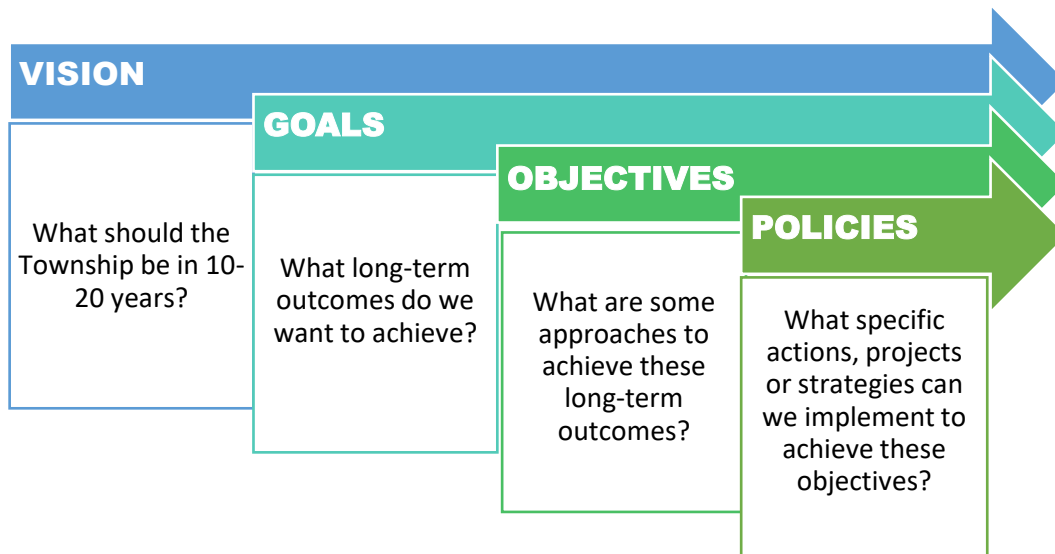 VISION
What should the
Township be in 10-
20 years?
GOALS
What long-term
outcomes do we
want to achieve?
OBJECTIVES
What are some
approaches to
achieve these
long-term
outcomes?
POLICIES
What specific
actions, projects
or strategies can
we implement to
achieve these
objectives?